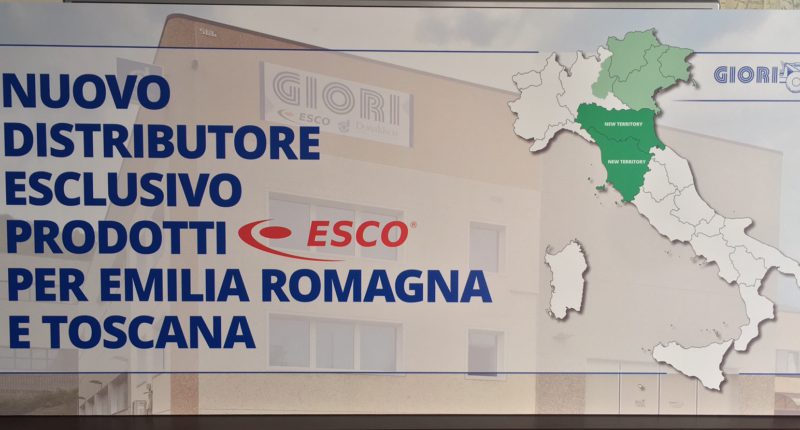 NUOVO
DISTRIBUTORE
ESCLUSIVO
PRODOTTI ESCO®
PER EMILIA ROMAGNA
E TOSCANA
GIORI
ESCO
NEW TERRITORY
NEW TERRITORY
GIORI